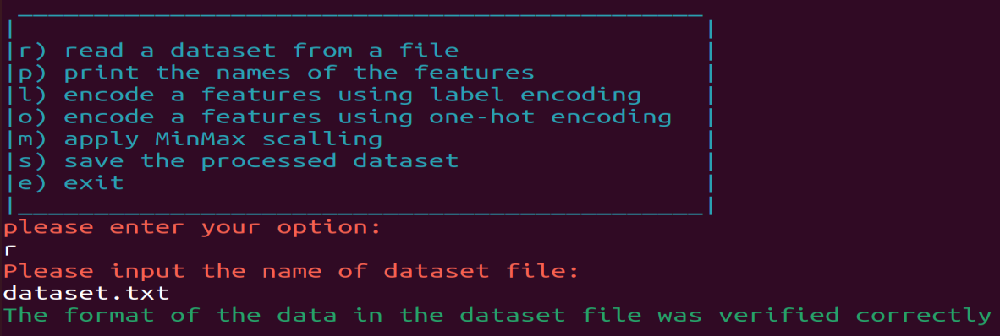 r) read a dataset from a file
p) print the names of the features
l) encode a features using label encoding
o) encode a features using one-hot encoding
m) apply MinMax scalling
s) save the processed dataset
e) exit
please enter your option:
r
Please input the name of dataset file:
dataset.txt
The format of the data in the dataset file was verified correctly